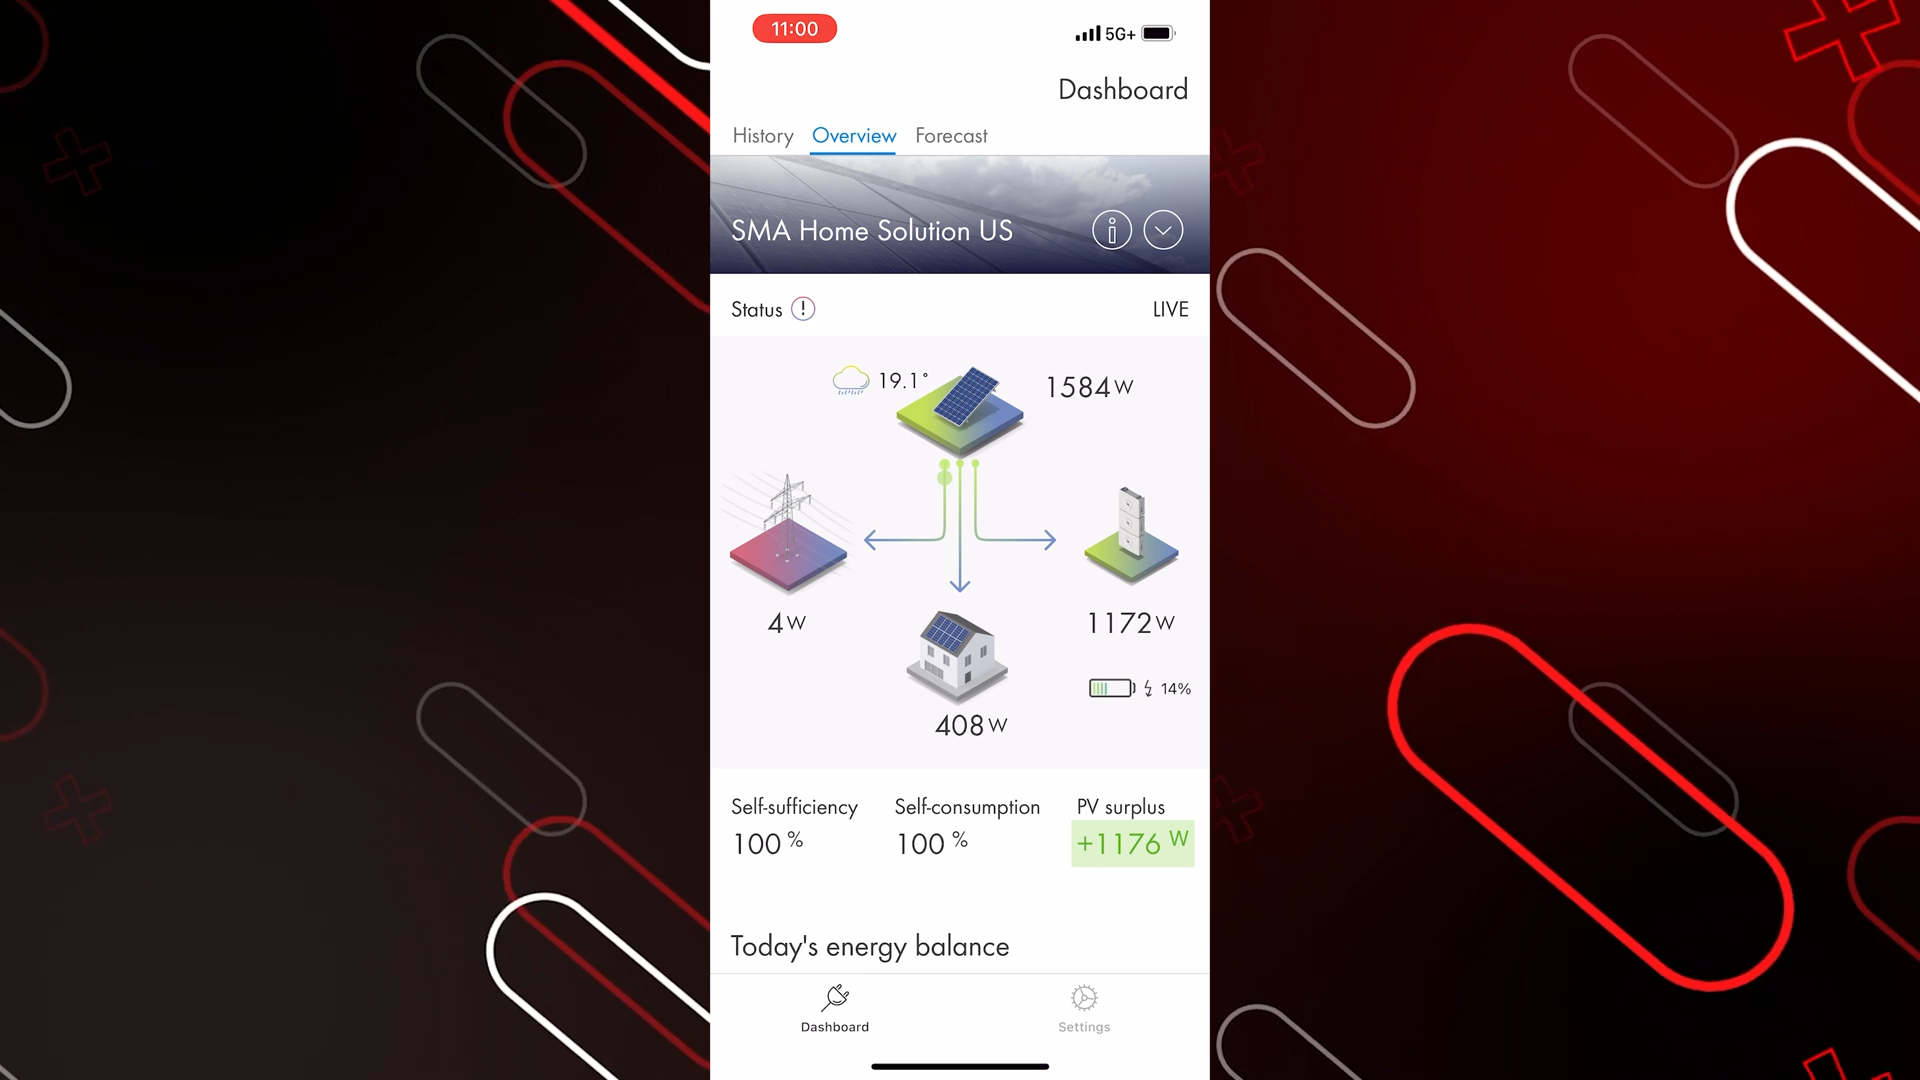 11:00
5G+
Dashboard
History Overview Forecast
SMA Home Solution US
Status ! LIVE
19.1° 1584 W
4 W 1172 W
14%
408 W
Self-sufficiency Self-consumption PV surplus
100 % 100 % +1176 W
Today's energy balance
Dashboard Settings